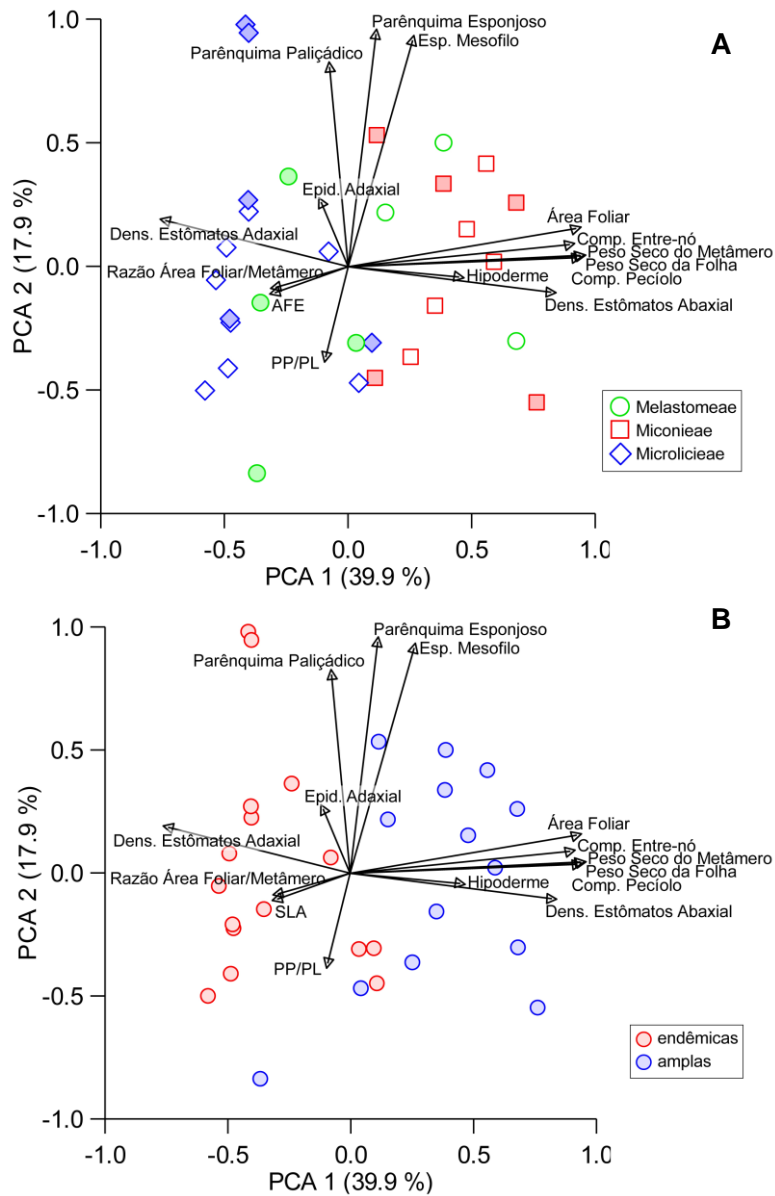 A
1.0
0.5
0.0
-0.5
-1.0
PCA 2 (17.9 %)
Parênquima Esponjoso
Esp. Mesofilo
Parênquima Paliçádico
Epid. Adaxial
Dens. Estômatos Adaxial
Razão Área Foliar/Metâmero
AFE
PP/PL
Área Foliar
Comp. Entre-nó
Peso Seco do Metâmero
Peso Seco da Folha
Hipoderme
Comp. Pecíolo
Dens. Estômatos Abaxial
Melastomeae
Miconieae
Microlicieae
-1.0 -0.5 0.0 0.5 1.0
PCA 1 (39.9 %)
B
1.0
0.5
0.0
-0.5
-1.0
PCA 2 (17.9 %)
Parênquima Esponjoso
Esp. Mesofilo
Parênquima Paliçádico
Epid. Adaxial
Dens. Estômatos Adaxial
Razão Área Foliar/Metâmero
SLA
PP/PL
Área Foliar
Comp. Entre-nó
Peso Seco do Metâmero
Peso Seco da Folha
Hipoderme
Comp. Pecíolo
Dens. Estômatos Abaxial
endêmicas
amplas
-1.0 -0.5 0.0 0.5 1.0
PCA 1 (39.9 %)